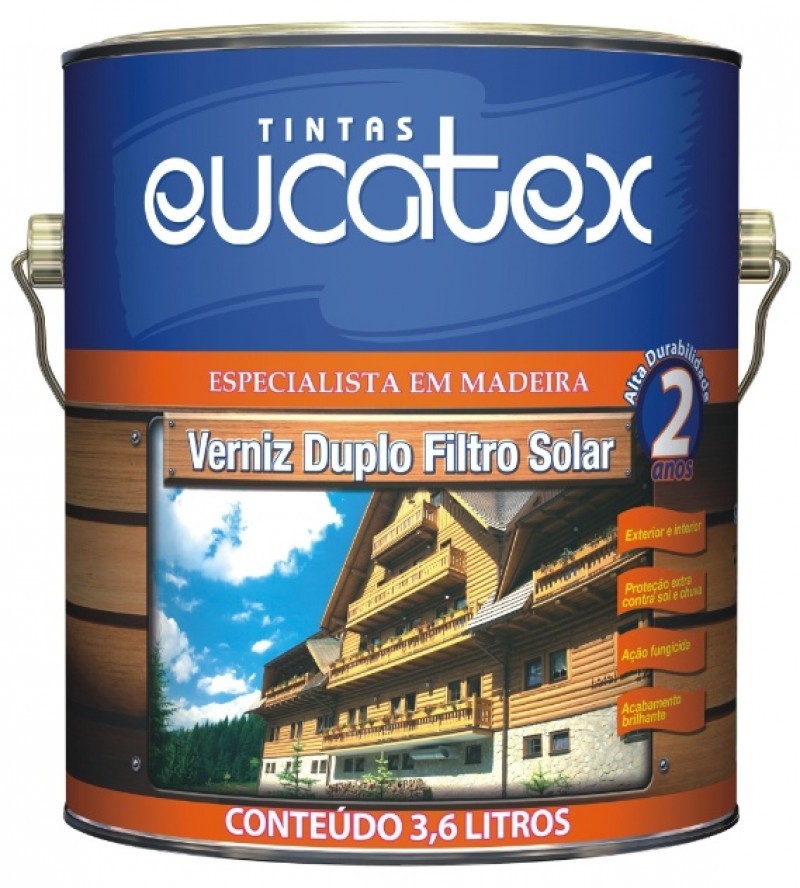 TINTAS
eucatex
ESPECIALISTA EM MADEIRA
Alta Durabilidade
2
anos
Verniz Duplo Filtro Solar
Exterior e interior
Proteção extra
contra sol e chuva
Ação fungicida
Acabamento
brilhante
CONTEÚDO 3,6 LITROS